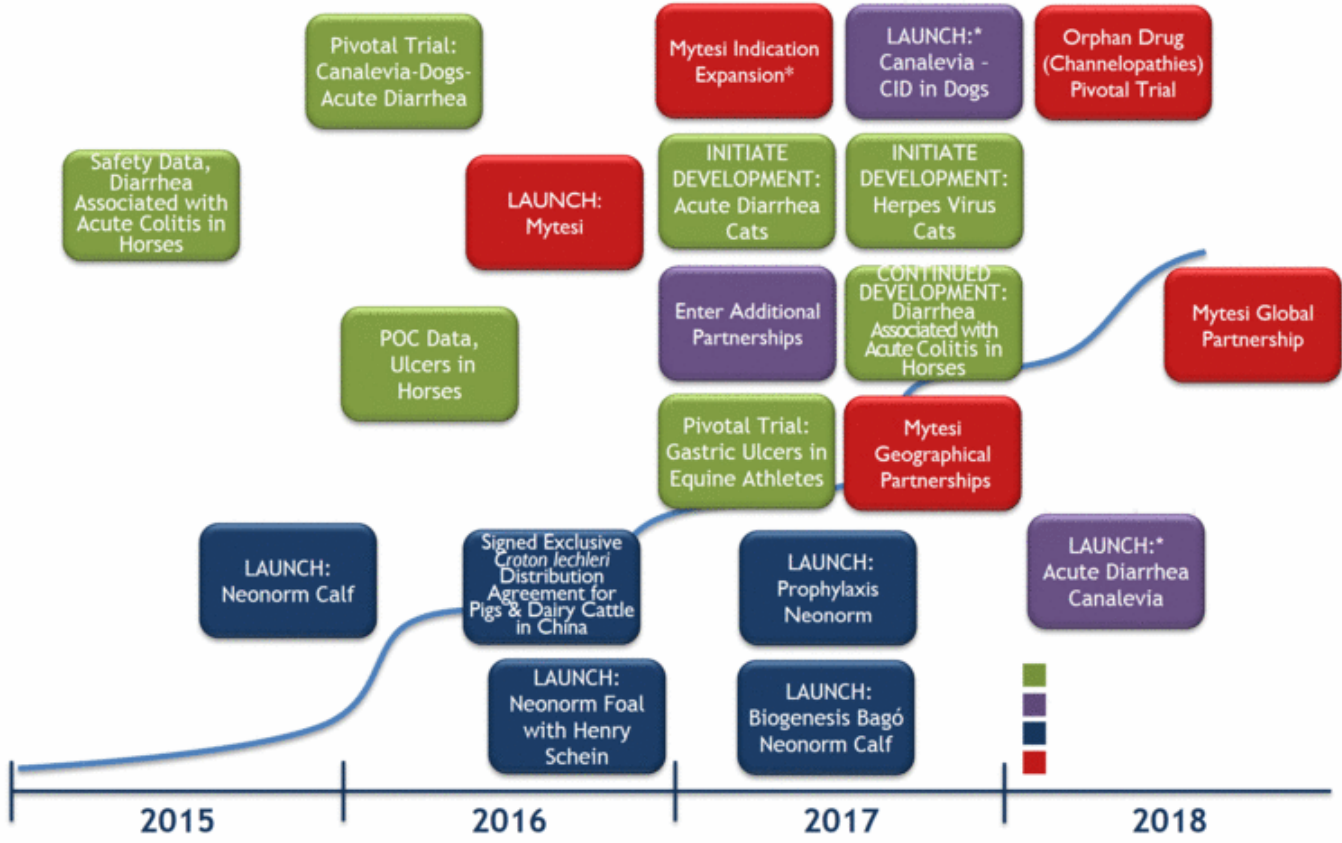 Pivotal Trial:
Canalevia-Dogs-
Acute Diarrhea
Mytesi Indication
Expansion*
LAUNCH:*
Canalevia –
CID in Dogs
Orphan Drug
(Channelopathies)
Pivotal Trial
Safety Data,
Diarrhea
Associated with
Acute Colitis in
Horses
LAUNCH:
Mytesi
INITIATE
DEVELOPMENT:
Acute Diarrhea
Cats
INITIATE
DEVELOPMENT:
Herpes Virus
Cats
POC Data,
Ulcers in
Horses
Enter Additional
Partnerships
CONTINUED
DEVELOPMENT:
Diarrhea
Associated with
Acute Colitis in
Horses
Mytesi Global
Partnership
Pivotal Trial:
Gastric Ulcers in
Equine Athletes
Mytesi
Geographical
Partnerships
LAUNCH:
Neonorm Calf
Signed Exclusive
Croton lechleri
Distribution
Agreement for
Pigs & Dairy Cattle
in China
LAUNCH:
Prophylaxis
Neonorm
LAUNCH:*
Acute Diarrhea
Canalevia
LAUNCH:
Neonorm Foal
with Henry
Schein
LAUNCH:
Biogenesis Bagó
Neonorm Calf
2015
2016
2017
2018